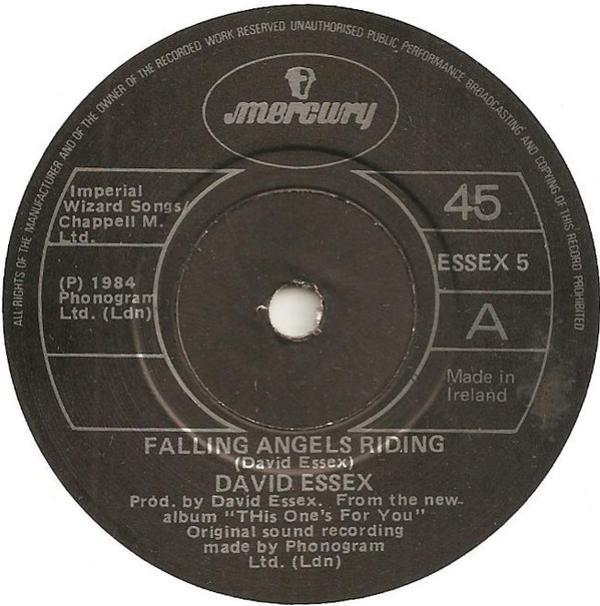 ALL RIGHTS OF THE MANUFACTURER AND OF THE OWNER OF THE RECORDED WORK RESERVED UNAUTHORISED PUBLIC PERFORMANCE BROADCASTING AND COPYING OF THIS RECORD PROHIBITED
mercury
Imperial
Wizard Songs/
Chappell M.
Ltd.
(P) 1984
Phonogram
Ltd. (Ldn)
45
ESSEX 5
A
Made in
Ireland
FALLING ANGELS RIDING
(David Essex)
DAVID ESSEX
Prod. by David Essex. From the new
album "THis One's For You"
Original sound recording
made by Phonogram
Ltd. (Ldn)